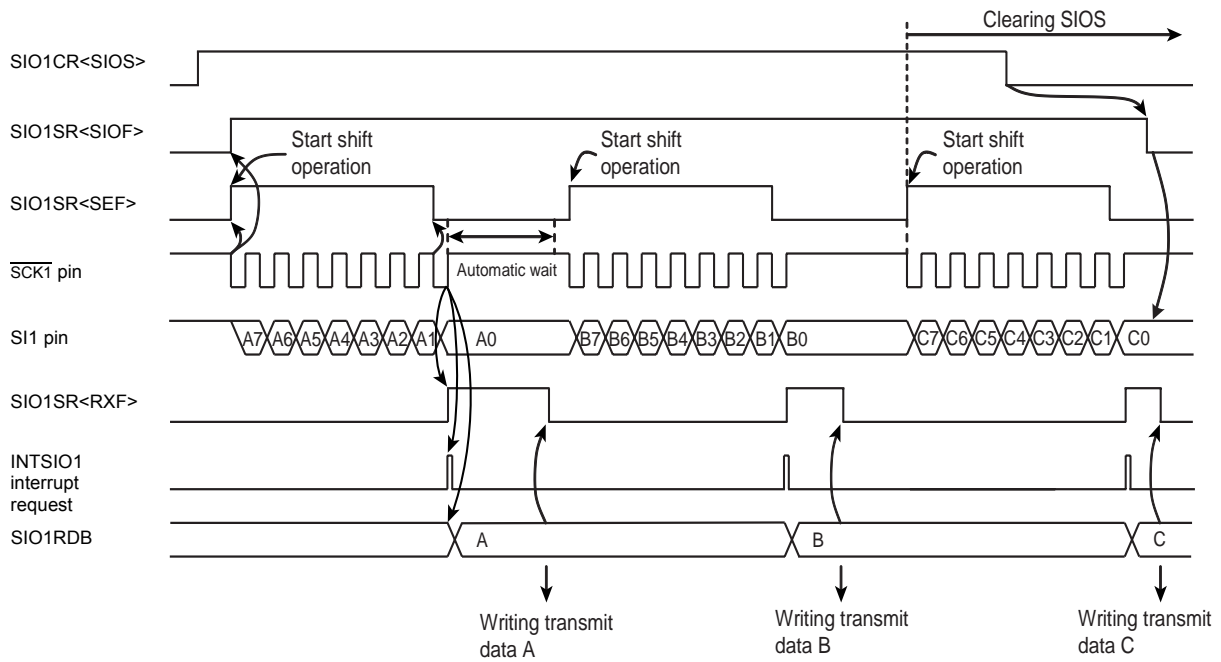 Clearing SIOS
SIO1CR<SIOS>
SIO1SR<SIOF>
Start shift
operation
Start shift
operation
Start shift
operation
SIO1SR<SEF>
SCK1 pin
Automatic wait
SI1 pin
A7 A6 A5 A4 A3 A2 A1 A0 B7 B6 B5 B4 B3 B2 B1 B0 C7 C6 C5 C4 C3 C2 C1 C0
SIO1SR<RXF>
INTSIO1
interrupt
request
SIO1RDB
A B C
Writing transmit
data A
Writing transmit
data B
Writing transmit
data C